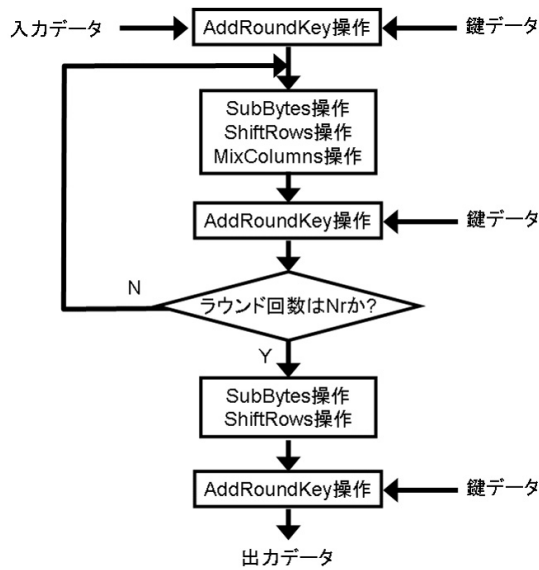 入力データ
AddRoundKey操作
鍵データ
SubBytes操作
ShiftRows操作
MixColumns操作
AddRoundKey操作
鍵データ
N
ラウンド回数はNrか?
Y
SubBytes操作
ShiftRows操作
AddRoundKey操作
鍵データ
出力データ